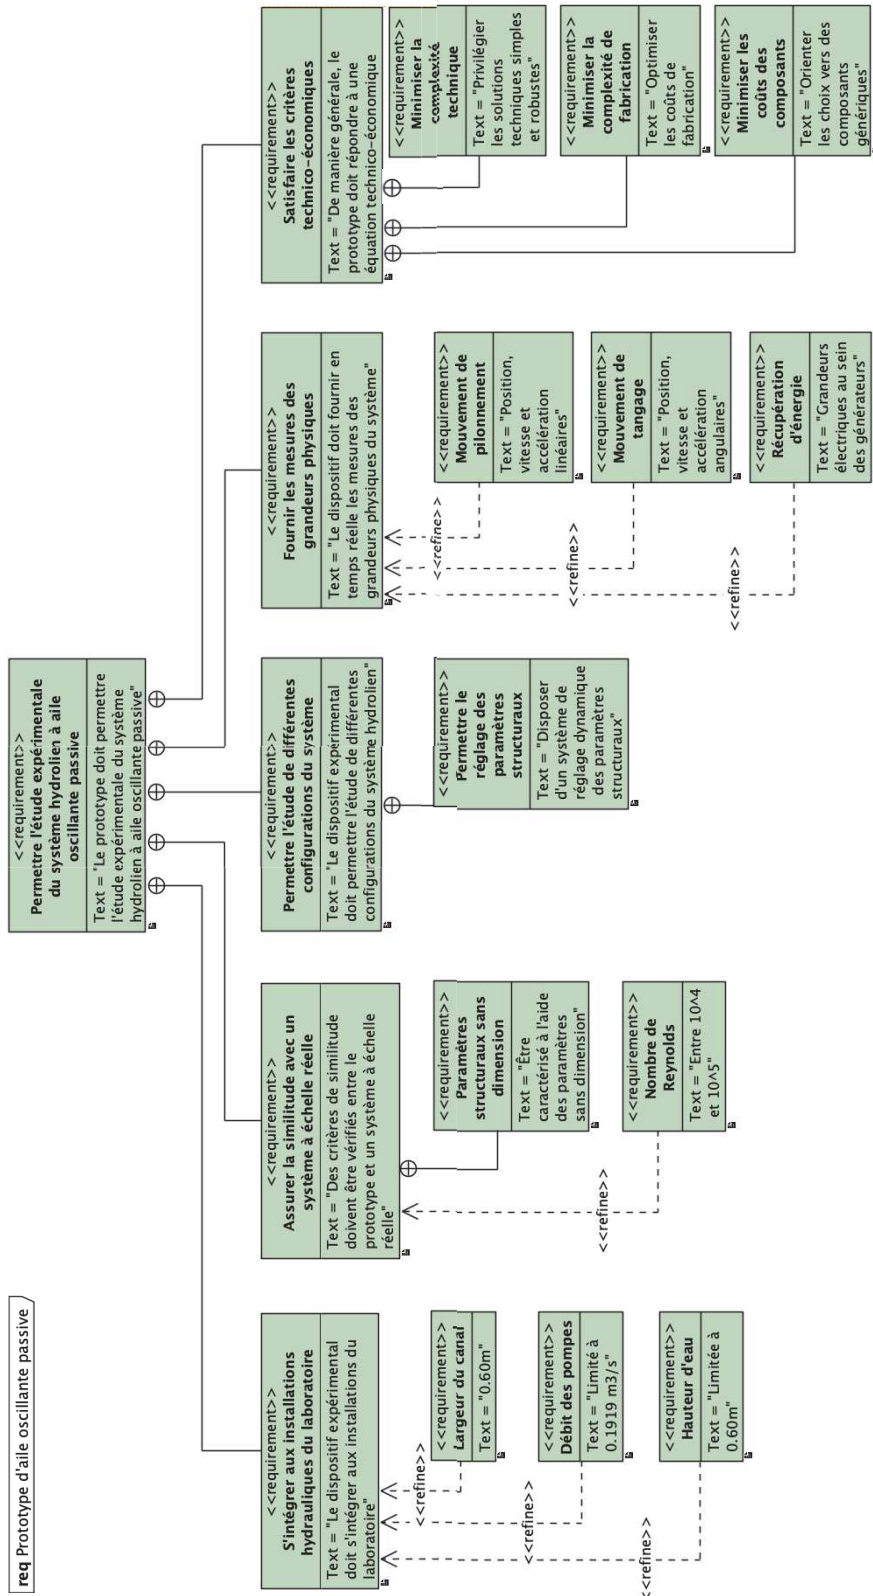 req Prototype d'aile oscillante passive
<<requirement>>
Permettre l'étude expérimentale
du système hydrolien à aile
oscillante passive
Text = "Le prototype doit permettre
l'étude expérimentale du système
hydrolien à aile oscillante passive"
<<requirement>>
S'intégrer aux installations
hydrauliques du laboratoire
Text = "Le dispositif expérimental
doit s'intégrer aux installations du
laboratoire"
<<refine>>
<<requirement>>
Largeur du canal
Text = "0.60m"
<<refine>>
<<requirement>>
Débit des pompes
Text = "Limité à
0.1919 m3/s"
<<refine>>
<<requirement>>
Hauteur d'eau
Text = "Limitée à
0.60m"
<<requirement>>
Assurer la similitude avec un
système à échelle réelle
Text = "Des critères de similitude
doivent être vérifiés entre le
prototype et un système à échelle
réelle"
<<requirement>>
Paramètres
structuraux sans
dimension
Text = "Être
caractérisé à l'aide
des paramètres
sans dimension"
<<refine>>
<<requirement>>
Nombre de
Reynolds
Text = "Entre 10^4
et 10^5"
<<requirement>>
Permettre l'étude de différentes
configurations du système
Text = "Le dispositif expérimental
doit permettre l'étude de différentes
configurations du système hydrolien"
<<requirement>>
Permettre le
réglage des
paramètres
structuraux
Text = "Disposer
d'un système de
réglage dynamique
des paramètres
structuraux"
<<requirement>>
Fournir les mesures des
grandeurs physiques
Text = "Le dispositif doit fournir en
temps réelle les mesures des
grandeurs physiques du système"
<<refine>>
<<requirement>>
Mouvement de
pilonnement
Text = "Position,
vitesse et
accélération
linéaires"
<<refine>>
<<requirement>>
Mouvement de
tangage
Text = "Position,
vitesse et
accélération
angulaires"
<<refine>>
<<requirement>>
Récupération
d'énergie
Text = "Grandeurs
électriques au sein
des générateurs"
<<requirement>>
Satisfaire les critères
technico-économiques
Text = "De manière générale, le
prototype doit répondre à une
équation technico-économique
<<requirement>>
Minimiser la
complexité
technique
Text = "Privilégier
les solutions
techniques simples
et robustes"
<<requirement>>
Minimiser la
complexité de
fabrication
Text = "Optimiser
les coûts de
fabrication"
<<requirement>>
Minimiser les
coûts des
composants
Text = "Orienter
les choix vers des
composants
génériques"